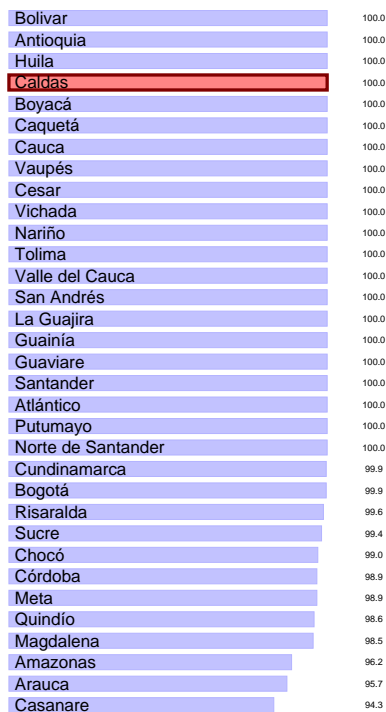 Bolivar 100.0
Antioquia 100.0
Huila 100.0
Caldas 100.0
Boyacá 100.0
Caquetá 100.0
Cauca 100.0
Vaupés 100.0
Cesar 100.0
Vichada 100.0
Nariño 100.0
Tolima 100.0
Valle del Cauca 100.0
San Andrés 100.0
La Guajira 100.0
Guainía 100.0
Guaviare 100.0
Santander 100.0
Atlántico 100.0
Putumayo 100.0
Norte de Santander 100.0
Cundinamarca 99.9
Bogotá 99.9
Risaralda 99.6
Sucre 99.4
Chocó 99.0
Córdoba 98.9
Meta 98.9
Quindío 98.6
Magdalena 98.5
Amazonas 96.2
Arauca 95.7
Casanare 94.3